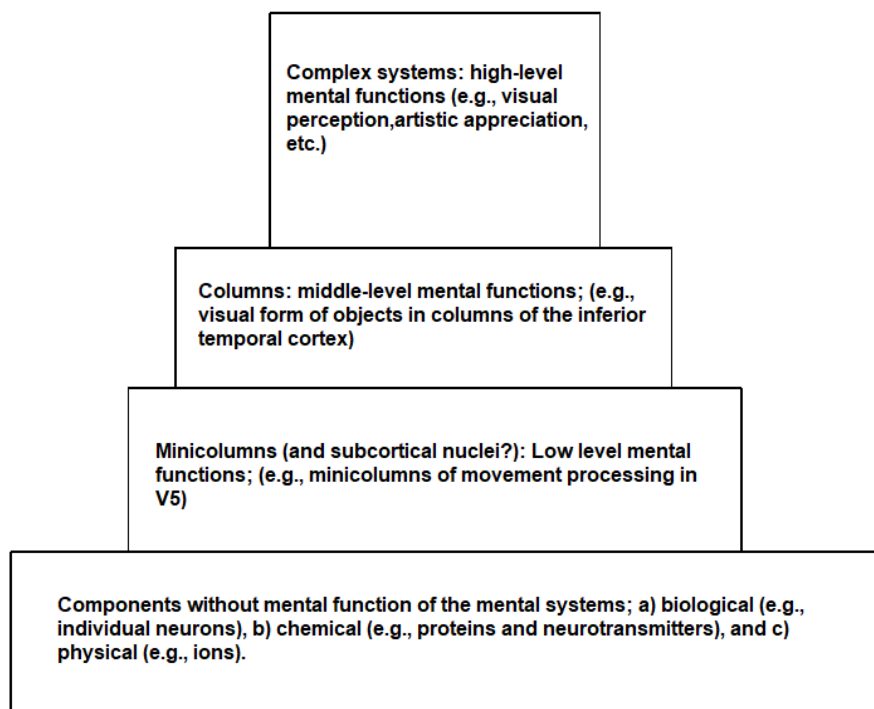 Complex systems: high-level
mental functions (e.g., visual
perception,artistic appreciation,
etc.)
Columns: middle-level mental functions; (e.g.,
visual form of objects in columns of the inferior
temporal cortex)
Minicolumns (and subcortical nuclei?): Low level mental
functions; (e.g., minicolumns of movement processing in
V5)
Components without mental function of the mental systems; a) biological (e.g.,
individual neurons), b) chemical (e.g., proteins and neurotransmitters), and c)
physical (e.g., ions).